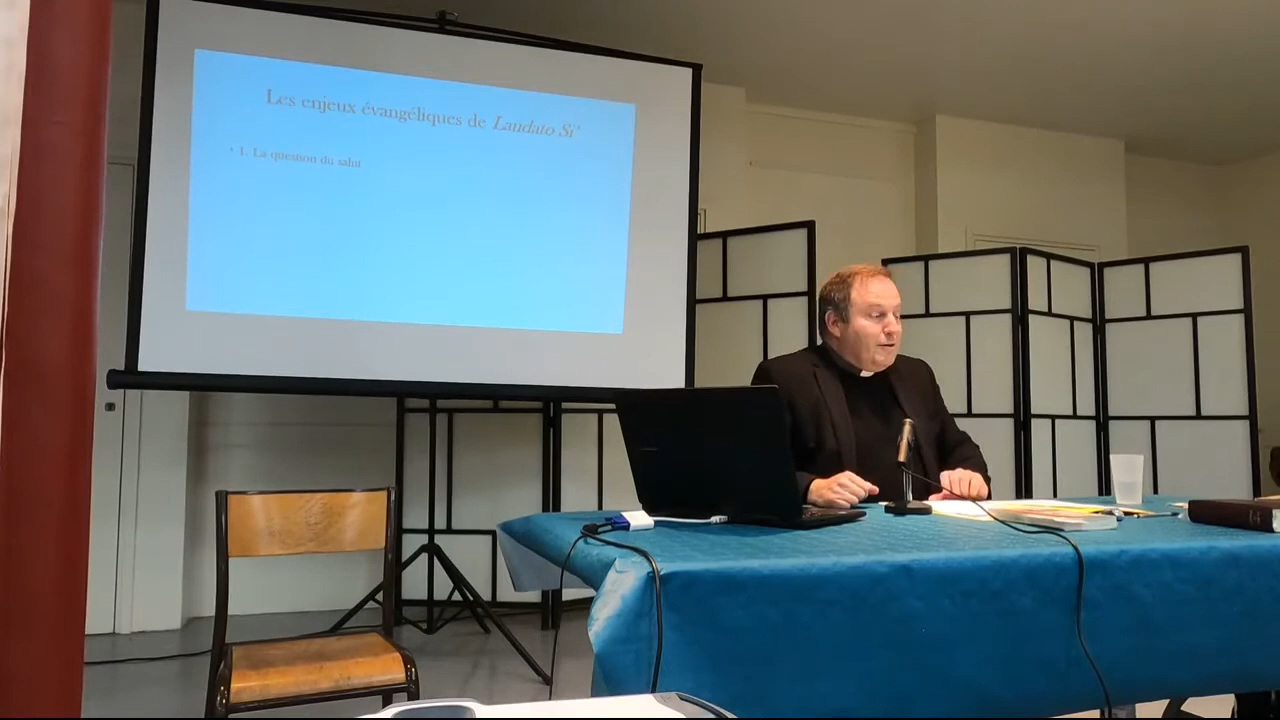 Les enjeux évangéliques de Laudato Si'
• 1. La question du salut